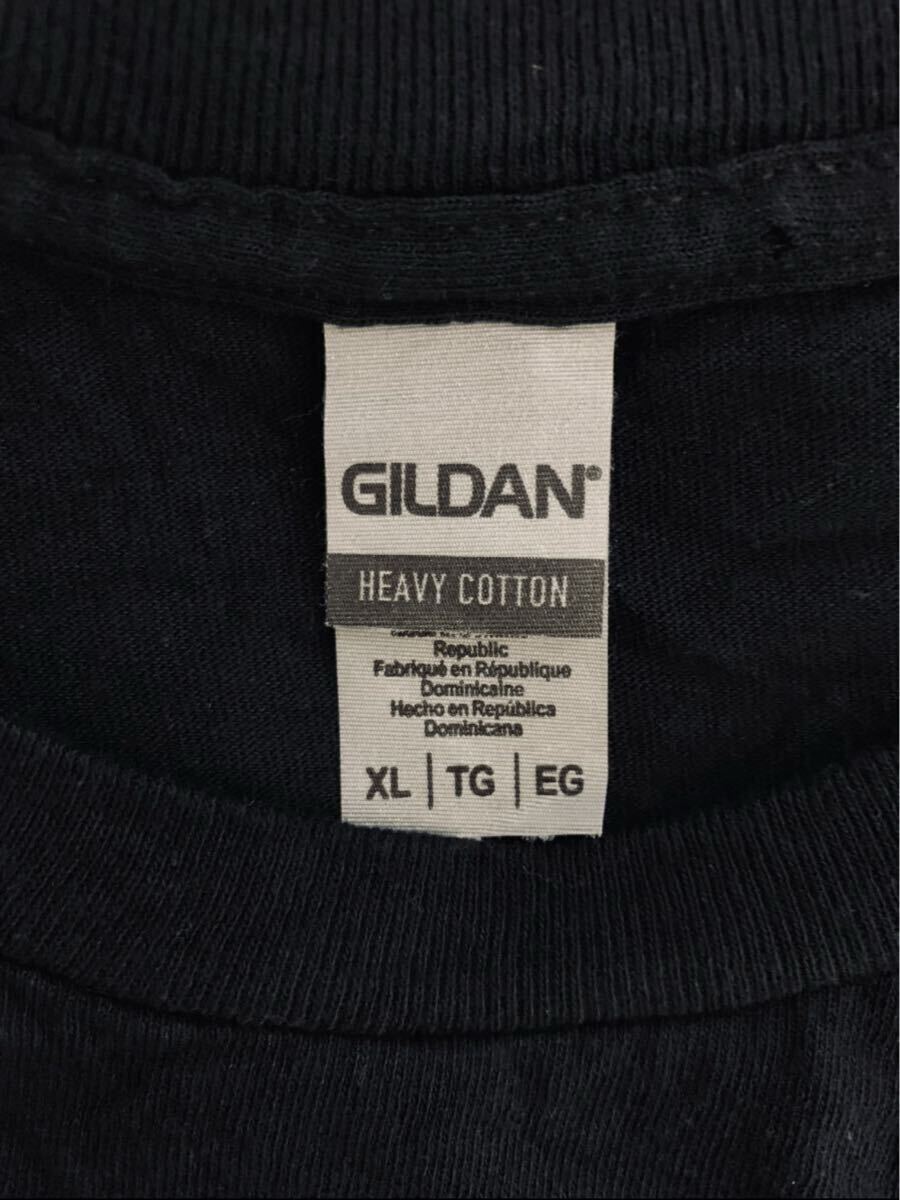 GILDAN®
HEAVY COTTON
Republic
Fabriqué en République
Dominicaine
Hecho en República
Dominicana
XL | TG | EG